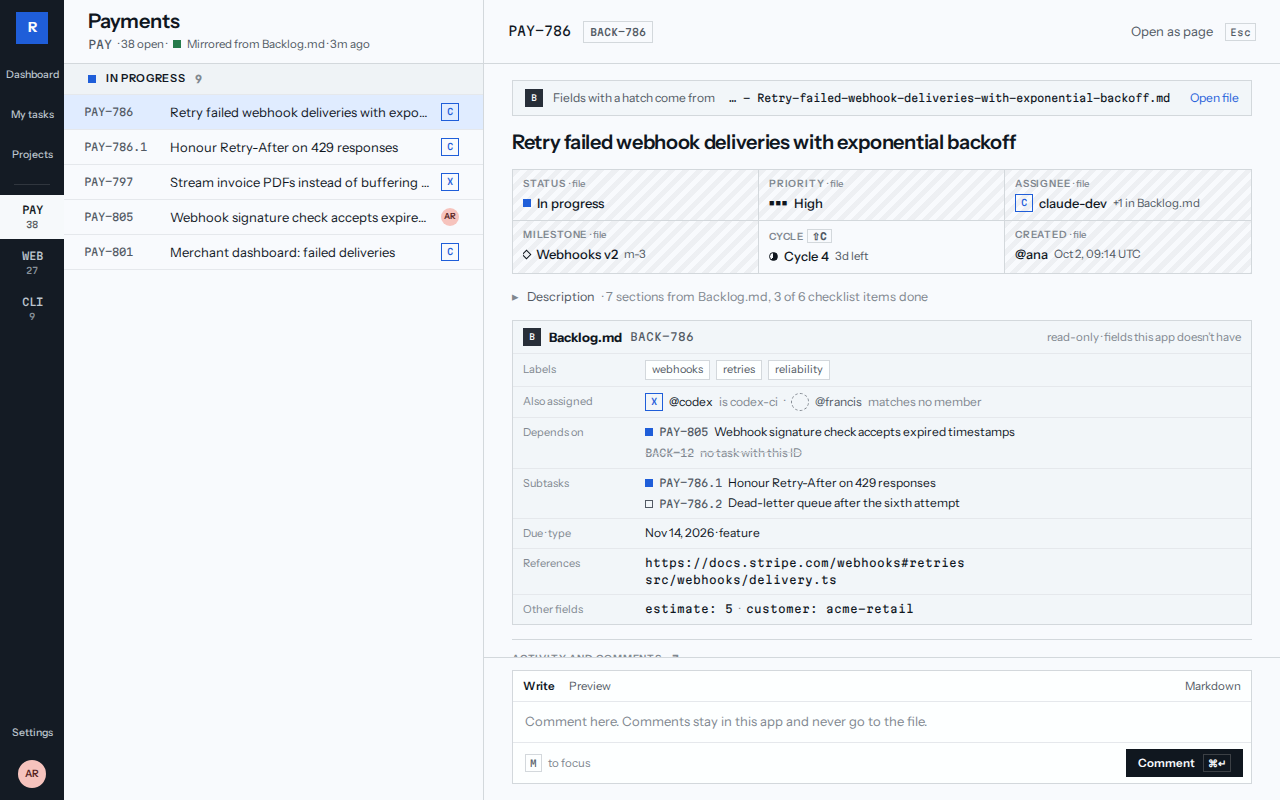 R
Dashboard
My tasks
Projects
PAY
38
WEB
27
CLI
9
Settings
AR
Payments
PAY · 38 open · Mirrored from Backlog.md · 3m ago
IN PROGRESS 9
PAY-786 Retry failed webhook deliveries with expo… C
PAY-786.1 Honour Retry-After on 429 responses C
PAY-797 Stream invoice PDFs instead of buffering … X
PAY-805 Webhook signature check accepts expire… AR
PAY-801 Merchant dashboard: failed deliveries C
PAY-786 BACK-786 Open as page Esc
B Fields with a hatch come from … - Retry-failed-webhook-deliveries-with-exponential-backoff.md Open file
Retry failed webhook deliveries with exponential backoff
STATUS · file PRIORITY · file ASSIGNEE · file
In progress High C claude-dev +1 in Backlog.md
MILESTONE · file CYCLE ⇧C CREATED · file
Webhooks v2 m-3 Cycle 4 3d left @ana Oct 2, 09:14 UTC
▸ Description · 7 sections from Backlog.md, 3 of 6 checklist items done
B Backlog.md BACK-786 read-only · fields this app doesn't have
Labels webhooks retries reliability
Also assigned X @codex is codex-ci · @francis matches no member
Depends on PAY-805 Webhook signature check accepts expired timestamps
BACK-12 no task with this ID
Subtasks PAY-786.1 Honour Retry-After on 429 responses
PAY-786.2 Dead-letter queue after the sixth attempt
Due · type Nov 14, 2026 · feature
References https://docs.stripe.com/webhooks#retries
src/webhooks/delivery.ts
Other fields estimate: 5 · customer: acme-retail
ACTIVITY AND COMMENTS
Write Preview Markdown
Comment here. Comments stay in this app and never go to the file.
M to focus Comment ⌘↵